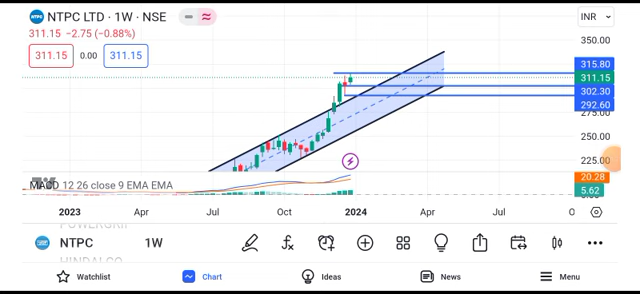 NTPC LTD · 1W · NSE
INR
311.15 −2.75 (−0.88%)
311.15 0.00 311.15
350.00
315.80
311.15
302.30
292.60
275.00
250.00
225.00
MACD 12 26 close 9 EMA EMA
20.28
5.62
2023 Apr Jul Oct 2024 Apr Jul O
POWERGRID
NTPC 1W
HINDALCO
Watchlist Chart Ideas News Menu